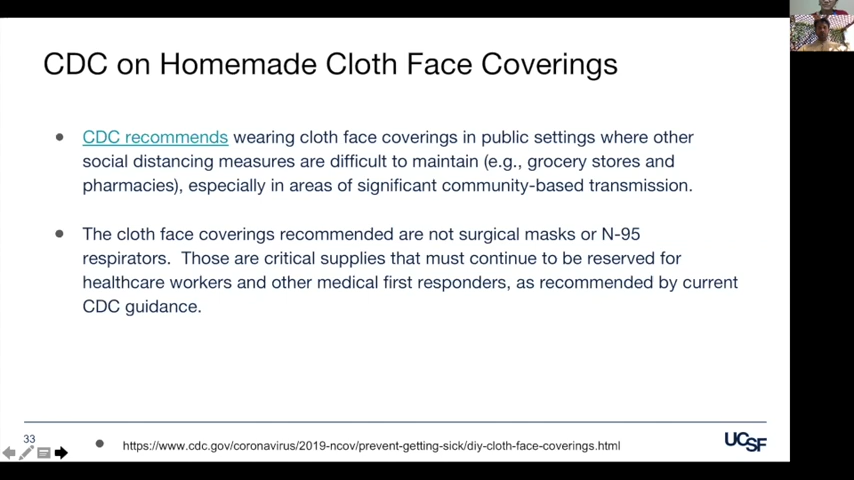 CDC on Homemade Cloth Face Coverings
CDC recommends wearing cloth face coverings in public settings where other
social distancing measures are difficult to maintain (e.g., grocery stores and
pharmacies), especially in areas of significant community-based transmission.
The cloth face coverings recommended are not surgical masks or N-95
respirators. Those are critical supplies that must continue to be reserved for
healthcare workers and other medical first responders, as recommended by current
CDC guidance.
33
https://www.cdc.gov/coronavirus/2019-ncov/prevent-getting-sick/diy-cloth-face-coverings.html
UCSF